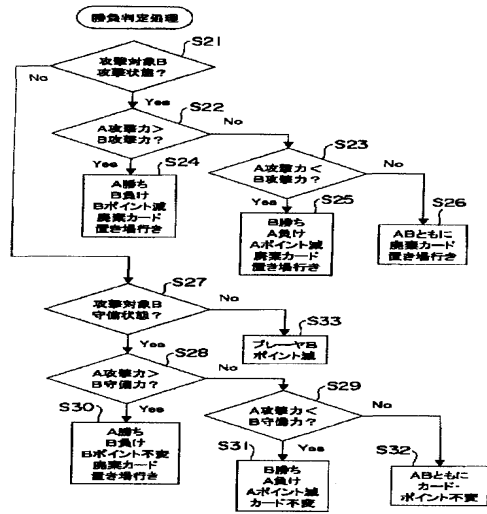 勝負判定処理
S21
攻撃対象B
攻撃状態?
No
Yes
S22
A攻撃力>
B攻撃力?
No
Yes
S23
A攻撃力<
B攻撃力?
No
Yes
S24
A勝ち
B負け
Bポイント減
廃棄カード
置き場行き
S25
B勝ち
A負け
Aポイント減
廃棄カード
置き場行き
S26
ABともに
廃棄カード
置き場行き
S27
攻撃対象B
守備状態?
No
Yes
S33
プレーヤB
ポイント減
S28
A攻撃力>
B守備力?
No
Yes
S29
A攻撃力<
B守備力?
No
Yes
S30
A勝ち
B負け
Bポイント不変
廃棄カード
置き場行き
S31
B勝ち
A負け
Aポイント減
カード不変
S32
ABともに
カード・
ポイント不変